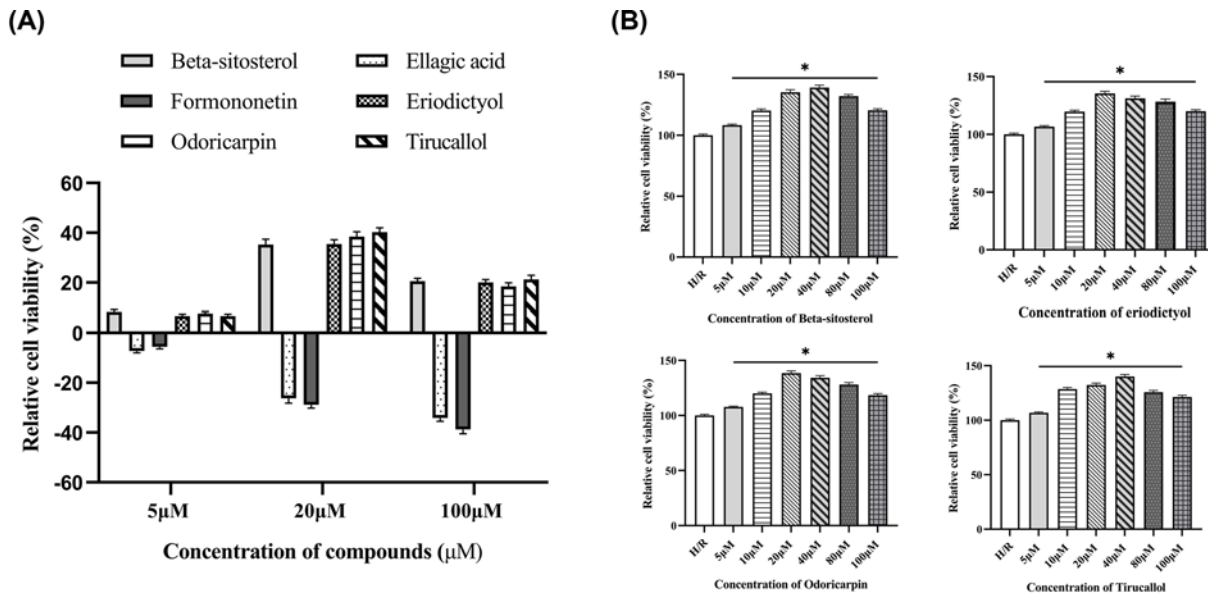 (A)
Beta-sitosterol
Ellagic acid
Formononetin
Eriodictyol
Odoricarpin
Tirucallol
Relative cell viability (%)
60
40
20
0
-20
-40
-60
5μM
20μM
100μM
Concentration of compounds (μM)
(B)
*
Relative cell viability (%)
150
100
50
0
H/R
5μM
10μM
20μM
40μM
80μM
100μM
Concentration of Beta-sitosterol
*
Relative cell viablity (%)
150
100
50
0
H/R
5μM
10μM
20μM
40μM
80μM
100μM
Concentration of eriodictyol
*
Relative cell viability (%)
150
100
50
0
H/R
5μM
10μM
20μM
40μM
80μM
100μM
Concentration of Odoricarpin
*
Relative cell viability (%)
150
100
50
0
H/R
5μM
10μM
20μM
40μM
80μM
100μM
Concentration of Tirucallol